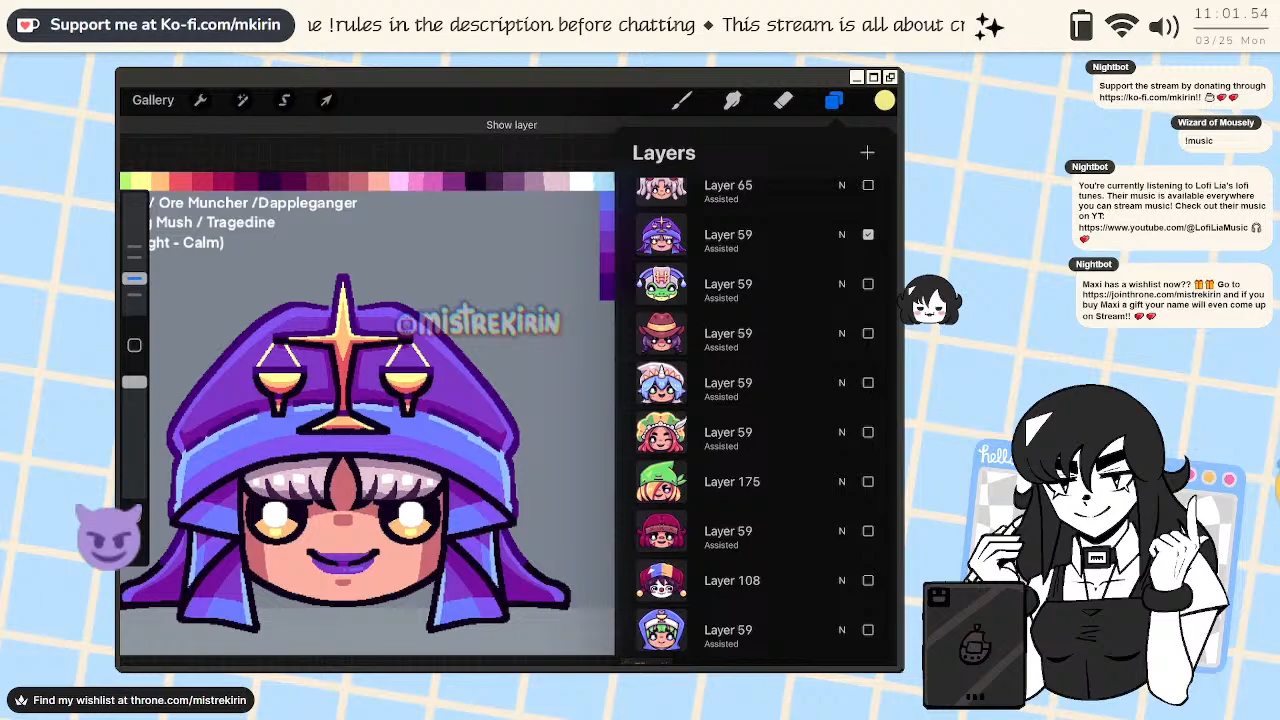 Support me at Ko-fi.com/mkirin
ue !rules in the description before chatting ◆ This stream is all about cr
11:01.54
03/25 Mon
Gallery
Show layer
Layers
/ Ore Muncher /Dappleganger
g Mush / Tragedine
ght - Calm)
@MISTREKIRIN
Layer 65
N
Assisted
Layer 59
N
Assisted
Layer 59
N
Assisted
Layer 59
N
Assisted
Layer 59
N
Assisted
Layer 59
N
Assisted
Layer 175
N
Layer 59
N
Assisted
Layer 108
N
Layer 59
N
Assisted
Nightbot
Support the stream by donating through
https://ko-fi.com/mkirin!!
Wizard of Mousely
!music
Nightbot
You're currently listening to Lofi Lia's lofi
tunes. Their music is available everywhere
you can stream music! Check out their music
on YT:
https://www.youtube.com/@LofiLiaMusic
Nightbot
Maxi has a wishlist now?? 🎁🎁 Go to
https://jointhrone.com/mistrekirin and if you
buy Maxi a gift your name will even come up
on Stream!!
hello
Find my wishlist at throne.com/mistrekirin